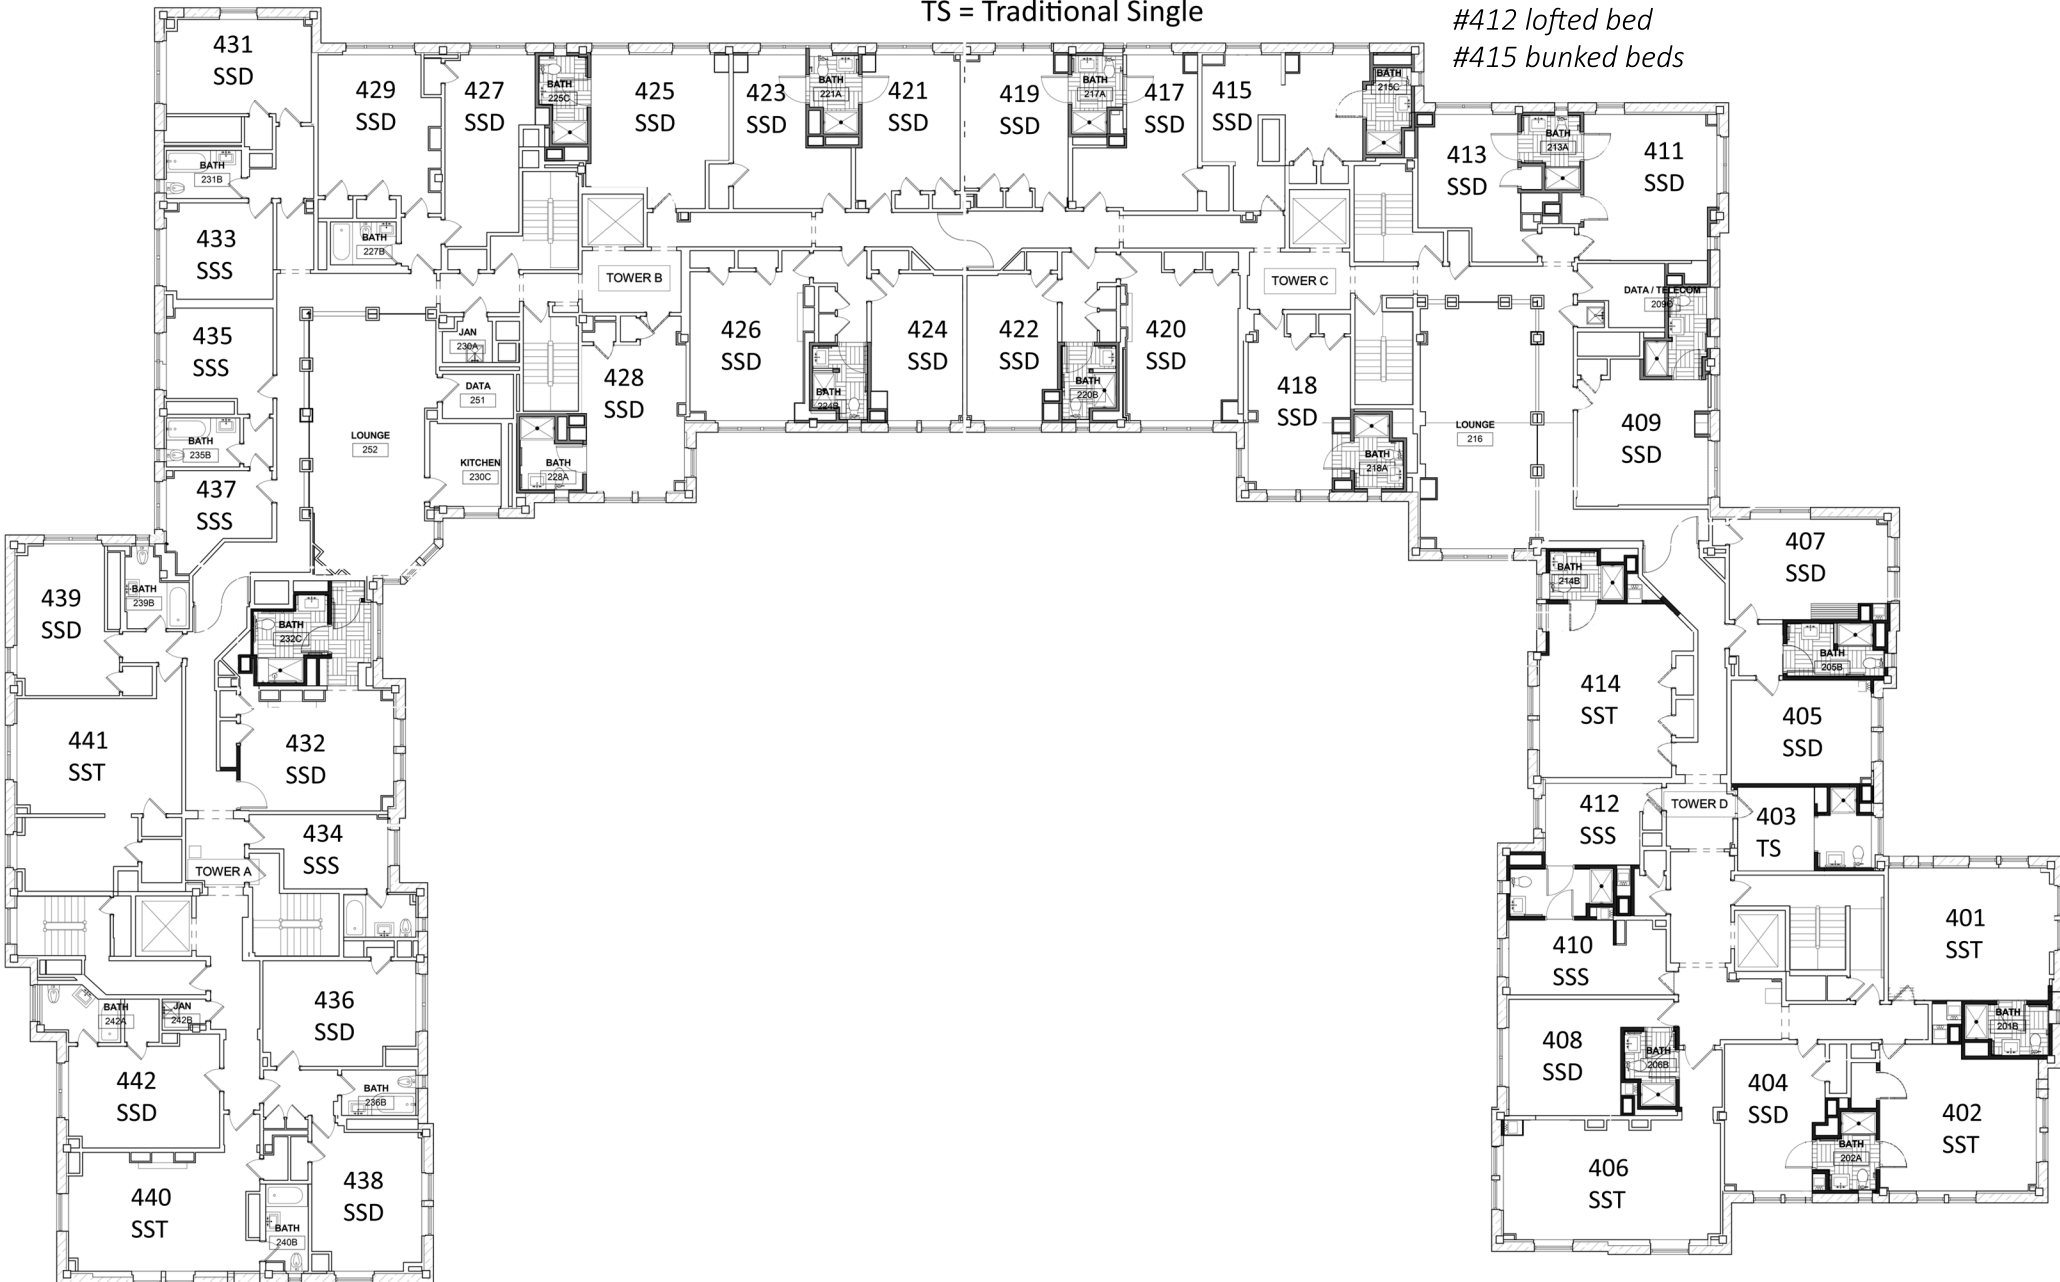 TS = Traditional Single
#412 lofted bed
#415 bunked beds
431
SSD
429
SSD
427
SSD
BATH
225C
425
SSD
423
SSD
BATH
221A
421
SSD
419
SSD
BATH
217A
417
SSD
415
SSD
BATH
215C
413
SSD
BATH
213A
411
SSD
BATH
231B
433
SSS
BATH
227B
TOWER B
TOWER C
DATA / TELECOM
435
SSS
JAN
230A
426
SSD
424
SSD
422
SSD
420
SSD
428
SSD
418
SSD
DATA
251
BATH
224B
BATH
220B
409
SSD
BATH
235B
LOUNGE
252
KITCHEN
230C
BATH
228A
BATH
218A
LOUNGE
216
437
SSS
439
SSD
BATH
239B
BATH
232C
BATH
214B
407
SSD
BATH
205B
441
SST
432
SSD
414
SST
405
SSD
434
SSS
412
SSS
TOWER D
403
TS
TOWER A
401
SST
410
SSS
436
SSD
BATH
242A
JAN
242B
408
SSD
BATH
206B
BATH
201B
442
SSD
BATH
236B
404
SSD
402
SST
BATH
202A
440
SST
438
SSD
BATH
240B
406
SST